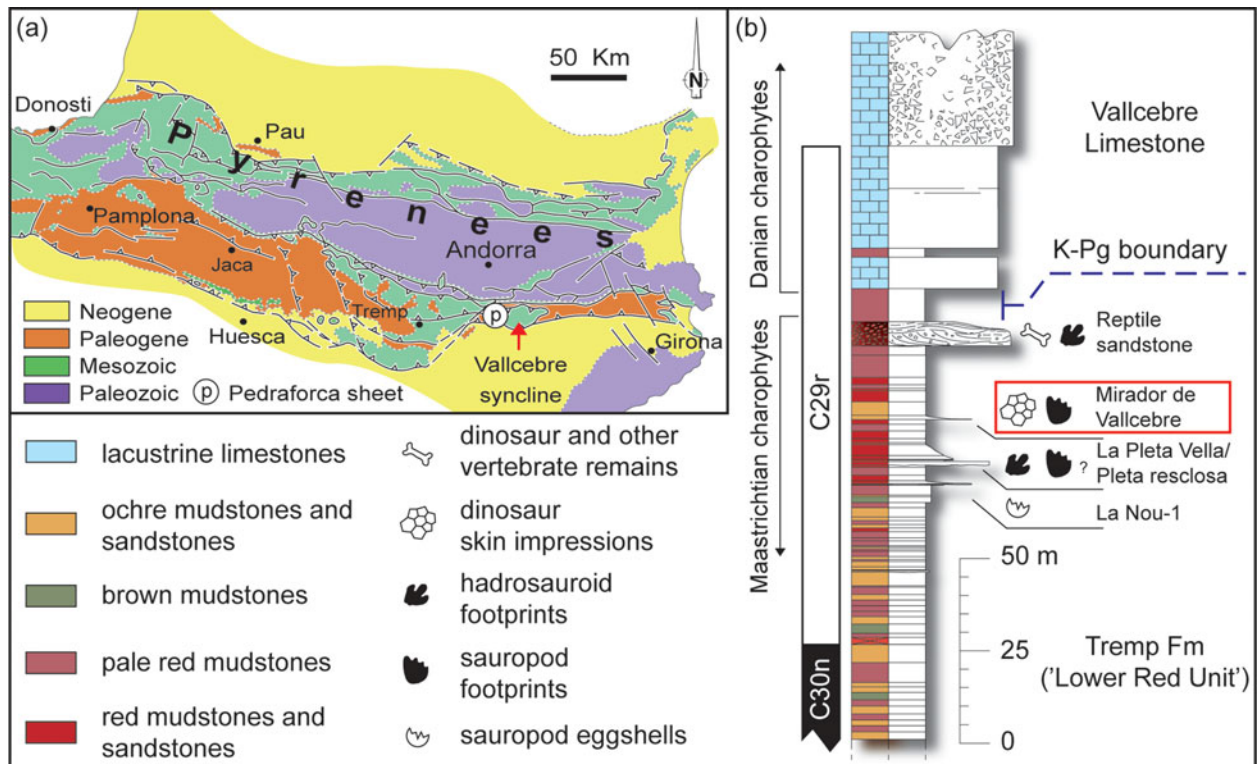 (a)
50 Km
N
Donosti
Pau
Pyrenees
Pamplona
Andorra
Jaca
Tremp
p
Huesca
Girona
Vallcebre
syncline
Neogene
Paleogene
Mesozoic
Paleozoic
p Pedraforca sheet
lacustrine limestones
ochre mudstones and
sandstones
brown mudstones
pale red mudstones
red mudstones and
sandstones
dinosaur and other
vertebrate remains
dinosaur
skin impressions
hadrosauroid
footprints
sauropod
footprints
sauropod eggshells
(b)
Danian charophytes
Maastrichtian charophytes
C29r
C30n
Vallcebre
Limestone
K-Pg boundary
Reptile
sandstone
Mirador de
Vallcebre
?
La Pleta Vella/
Pleta resclosa
La Nou-1
50 m
25
0
Tremp Fm
('Lower Red Unit')